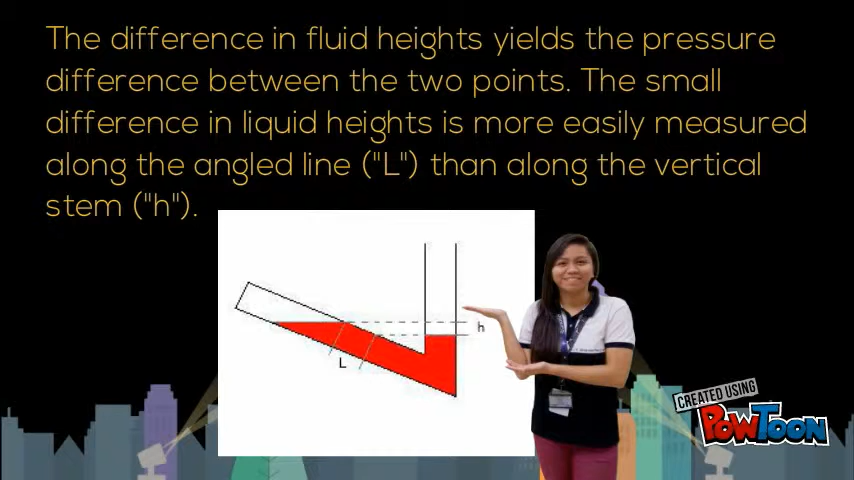 The difference in fluid heights yields the pressure
difference between the two points. The small
difference in liquid heights is more easily measured
along the angled line ("L") than along the vertical
stem ("h").
h
L
CREATED USING
POWTOON